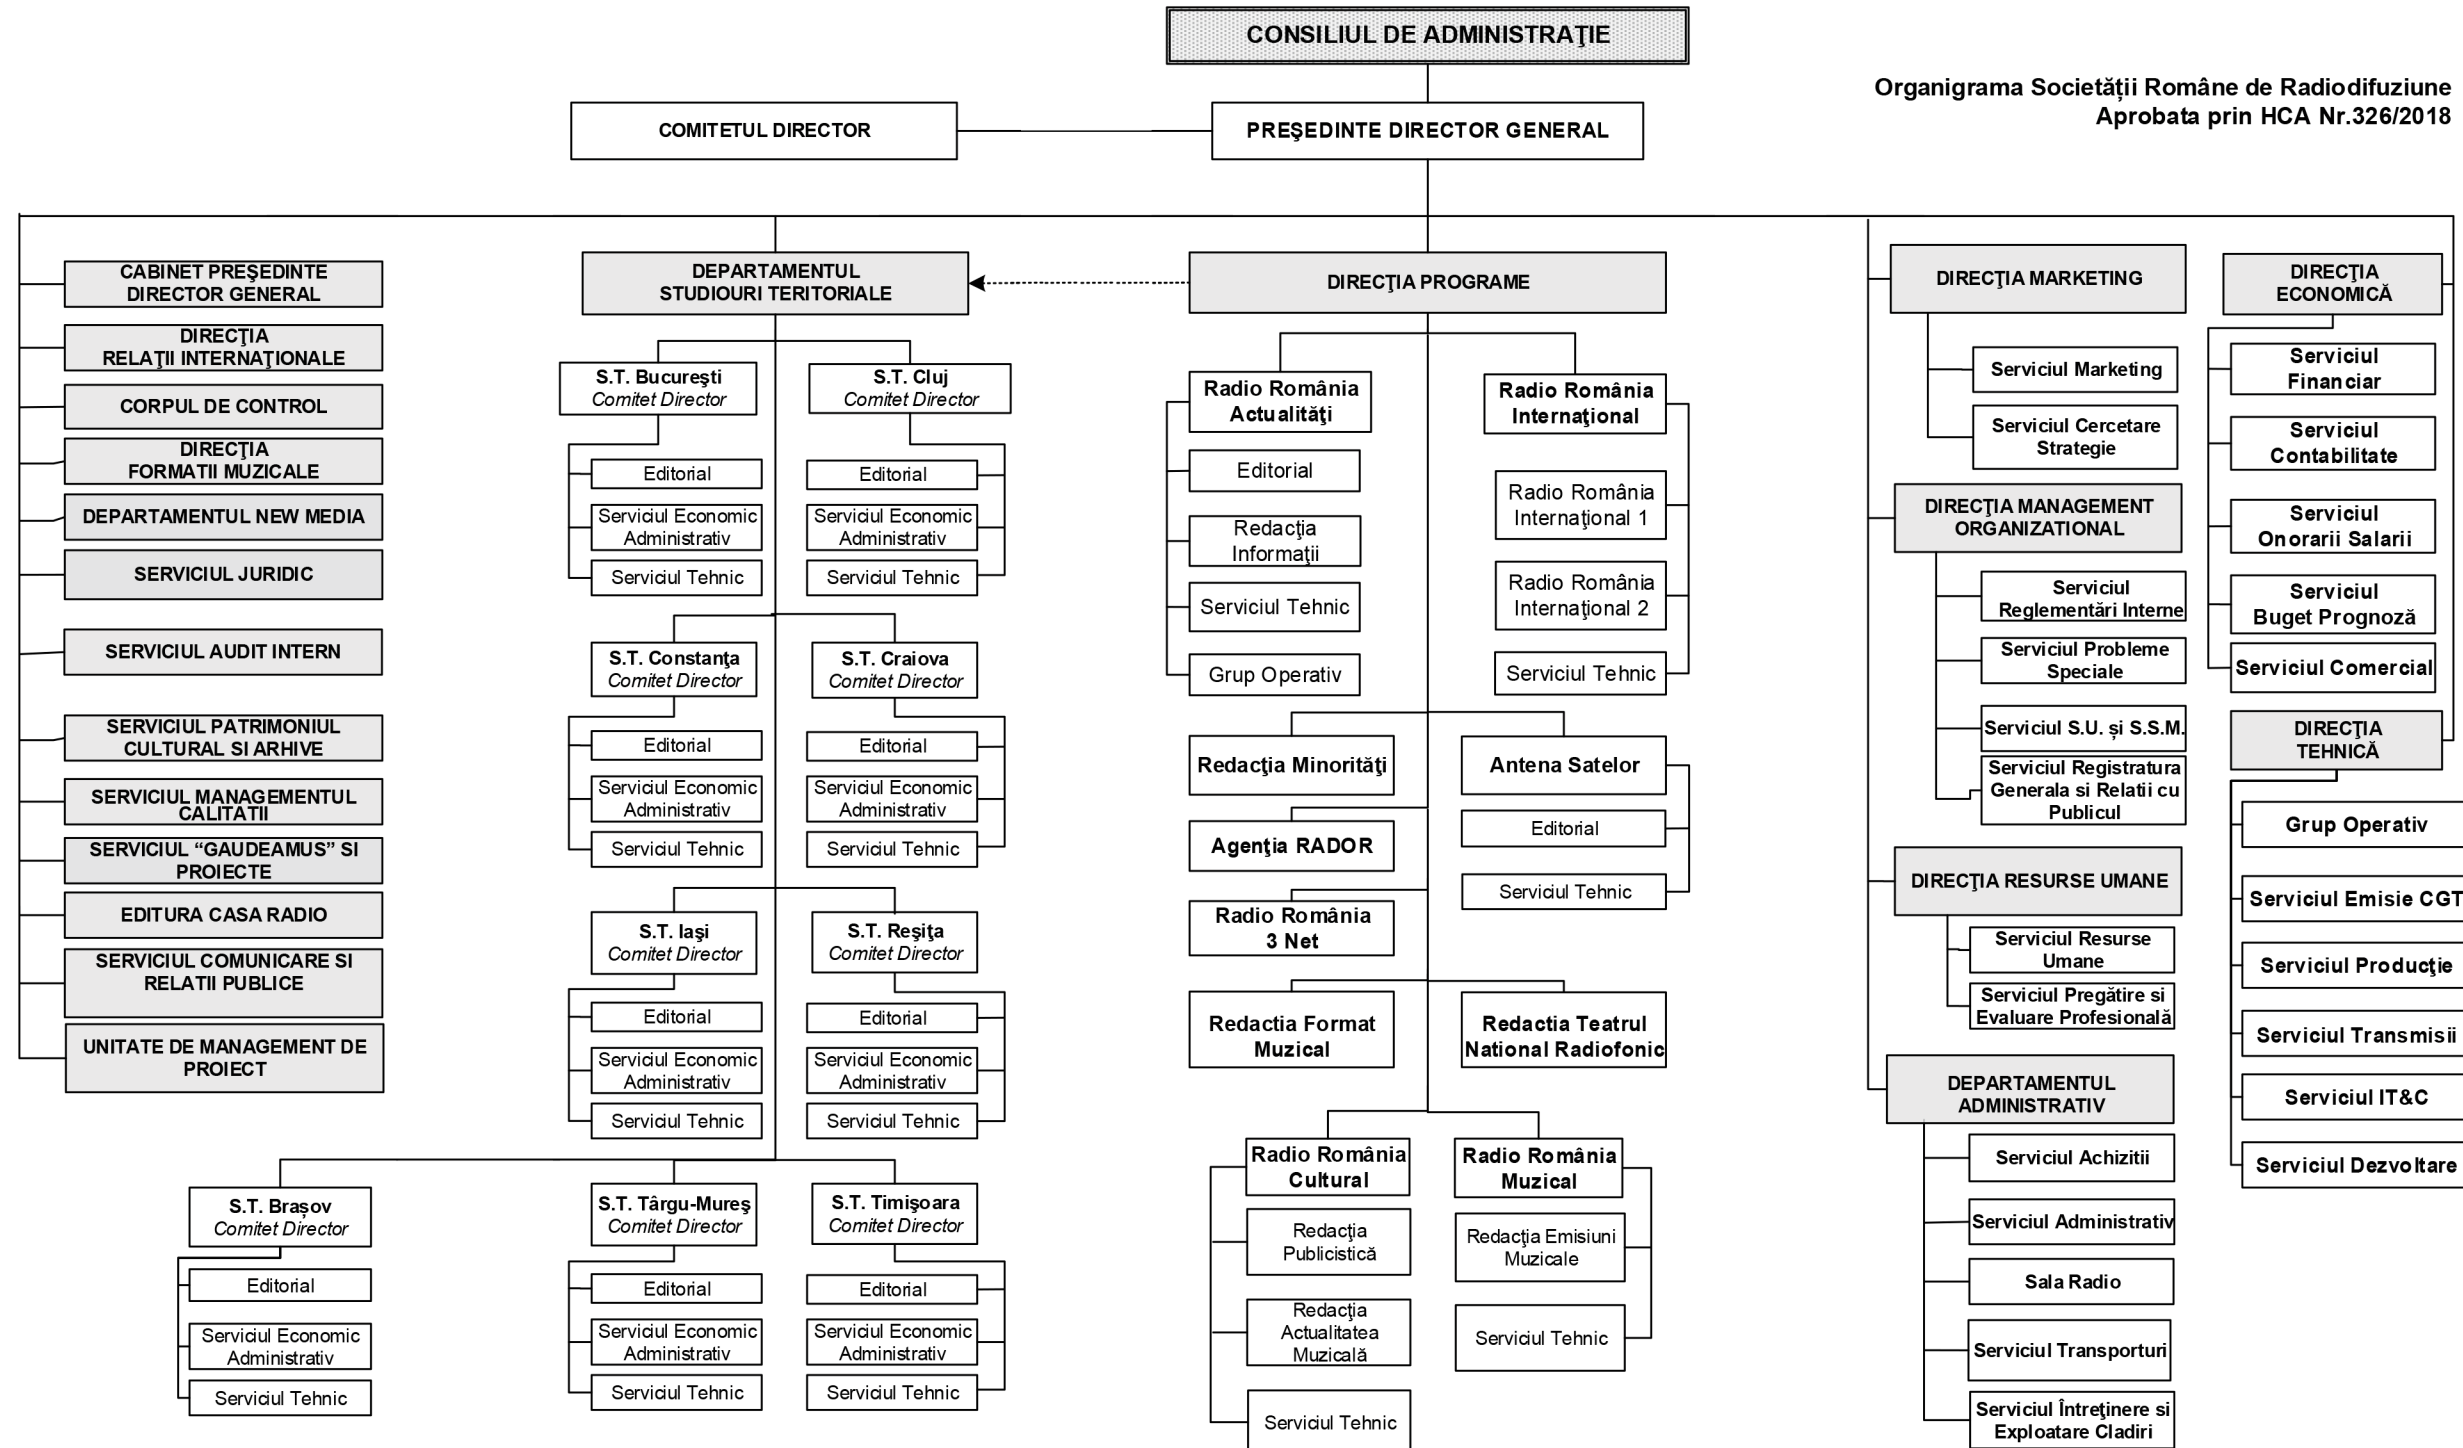 CONSILIUL DE ADMINISTRAŢIE
Organigrama Societății Române de Radiodifuziune
Aprobata prin HCA Nr.326/2018
COMITETUL DIRECTOR
PREŞEDINTE DIRECTOR GENERAL
CABINET PREŞEDINTE
DIRECTOR GENERAL
DIRECŢIA
RELAŢII INTERNAŢIONALE
CORPUL DE CONTROL
DIRECŢIA
FORMATII MUZICALE
DEPARTAMENTUL NEW MEDIA
SERVICIUL JURIDIC
SERVICIUL AUDIT INTERN
SERVICIUL PATRIMONIUL
CULTURAL SI ARHIVE
SERVICIUL MANAGEMENTUL
CALITATII
SERVICIUL “GAUDEAMUS” SI
PROIECTE
EDITURA CASA RADIO
SERVICIUL COMUNICARE SI
RELATII PUBLICE
UNITATE DE MANAGEMENT DE
PROIECT
DEPARTAMENTUL
STUDIOURI TERITORIALE
S.T. Bucureşti
Comitet Director
Editorial
Serviciul Economic
Administrativ
Serviciul Tehnic
S.T. Cluj
Comitet Director
Editorial
Serviciul Economic
Administrativ
Serviciul Tehnic
S.T. Constanţa
Comitet Director
Editorial
Serviciul Economic
Administrativ
Serviciul Tehnic
S.T. Craiova
Comitet Director
Editorial
Serviciul Economic
Administrativ
Serviciul Tehnic
S.T. Iaşi
Comitet Director
Editorial
Serviciul Economic
Administrativ
Serviciul Tehnic
S.T. Reşiţa
Comitet Director
Editorial
Serviciul Economic
Administrativ
Serviciul Tehnic
S.T. Brașov
Comitet Director
Editorial
Serviciul Economic
Administrativ
Serviciul Tehnic
S.T. Târgu-Mureş
Comitet Director
Editorial
Serviciul Economic
Administrativ
Serviciul Tehnic
S.T. Timişoara
Comitet Director
Editorial
Serviciul Economic
Administrativ
Serviciul Tehnic
DIRECŢIA PROGRAME
Radio România
Actualităţi
Editorial
Redacţia
Informaţii
Serviciul Tehnic
Grup Operativ
Radio România
Internaţional
Radio România
Internaţional 1
Radio România
Internaţional 2
Serviciul Tehnic
Redacţia Minorităţi
Antena Satelor
Editorial
Serviciul Tehnic
Agenţia RADOR
Radio România
3 Net
Redactia Format
Muzical
Redactia Teatrul
National Radiofonic
Radio România
Cultural
Redacţia
Publicistică
Redacţia
Actualitatea
Muzicală
Serviciul Tehnic
Radio România
Muzical
Redacţia Emisiuni
Muzicale
Serviciul Tehnic
DIRECŢIA MARKETING
Serviciul Marketing
Serviciul Cercetare
Strategie
DIRECŢIA MANAGEMENT
ORGANIZATIONAL
Serviciul
Reglementări Interne
Serviciul Probleme
Speciale
Serviciul S.U. și S.S.M.
Serviciul Registratura
Generala si Relatii cu
Publicul
DIRECŢIA RESURSE UMANE
Serviciul Resurse
Umane
Serviciul Pregătire si
Evaluare Profesională
DEPARTAMENTUL
ADMINISTRATIV
Serviciul Achizitii
Serviciul Administrativ
Sala Radio
Serviciul Transporturi
Serviciul Întreţinere si
Exploatare Cladiri
DIRECŢIA
ECONOMICĂ
Serviciul
Financiar
Serviciul
Contabilitate
Serviciul
Onorarii Salarii
Serviciul
Buget Prognoză
Serviciul Comercial
DIRECŢIA
TEHNICĂ
Grup Operativ
Serviciul Emisie CGT
Serviciul Producţie
Serviciul Transmisii
Serviciul IT&C
Serviciul Dezvoltare